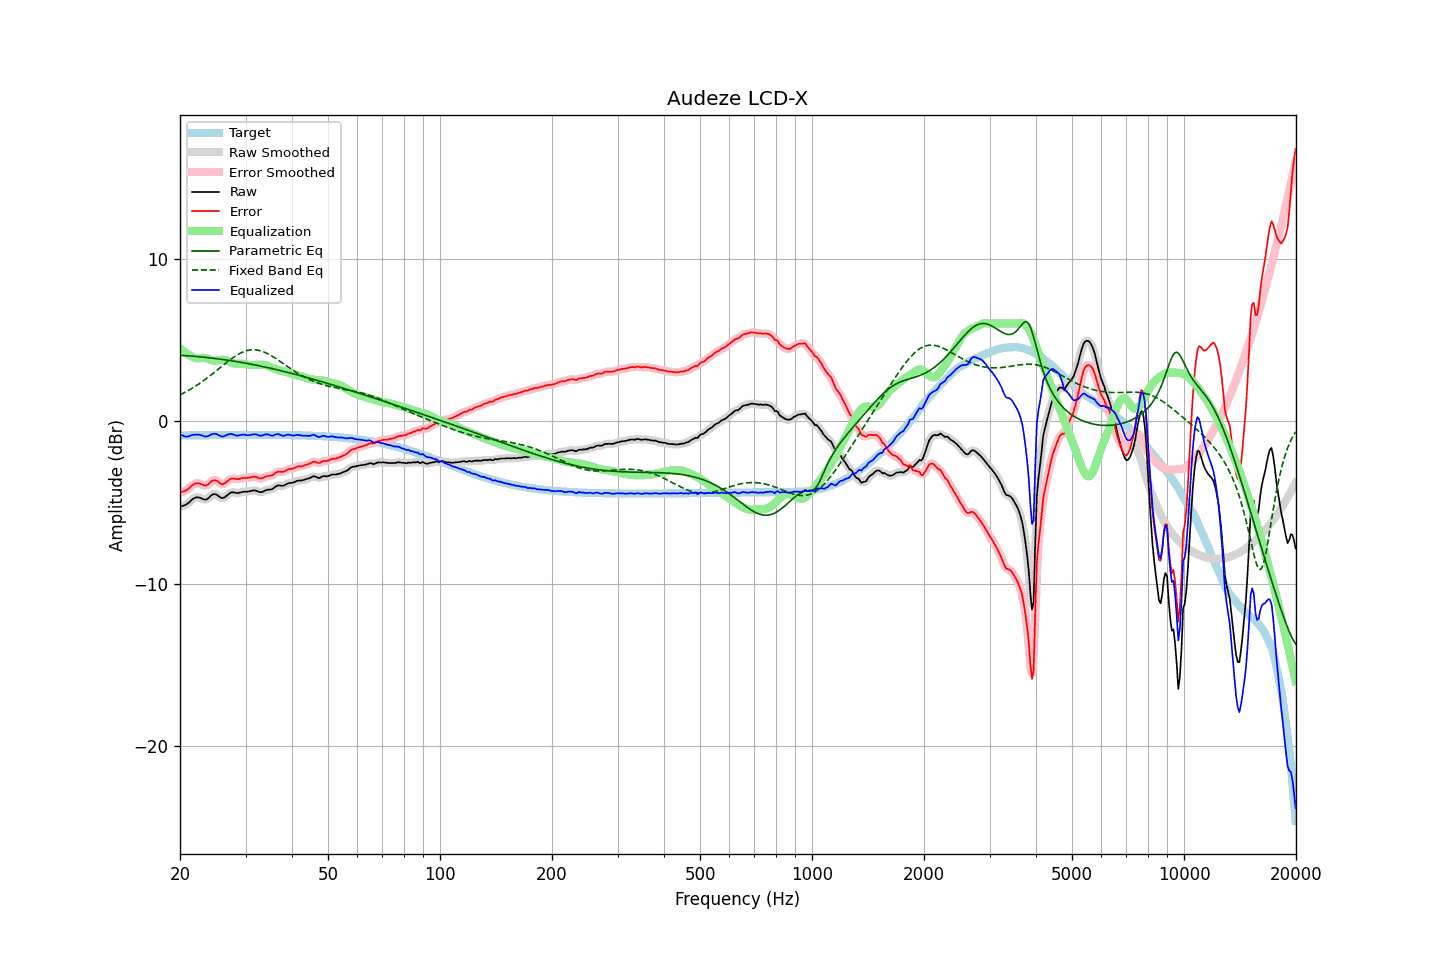 Audeze LCD-X
Target
Raw Smoothed
Error Smoothed
Raw
Error
Equalization
Parametric Eq
Fixed Band Eq
Equalized
10
0
−10
−20
Amplitude (dBr)
20
50
100
200
500
1000
2000
5000
10000
20000
Frequency (Hz)